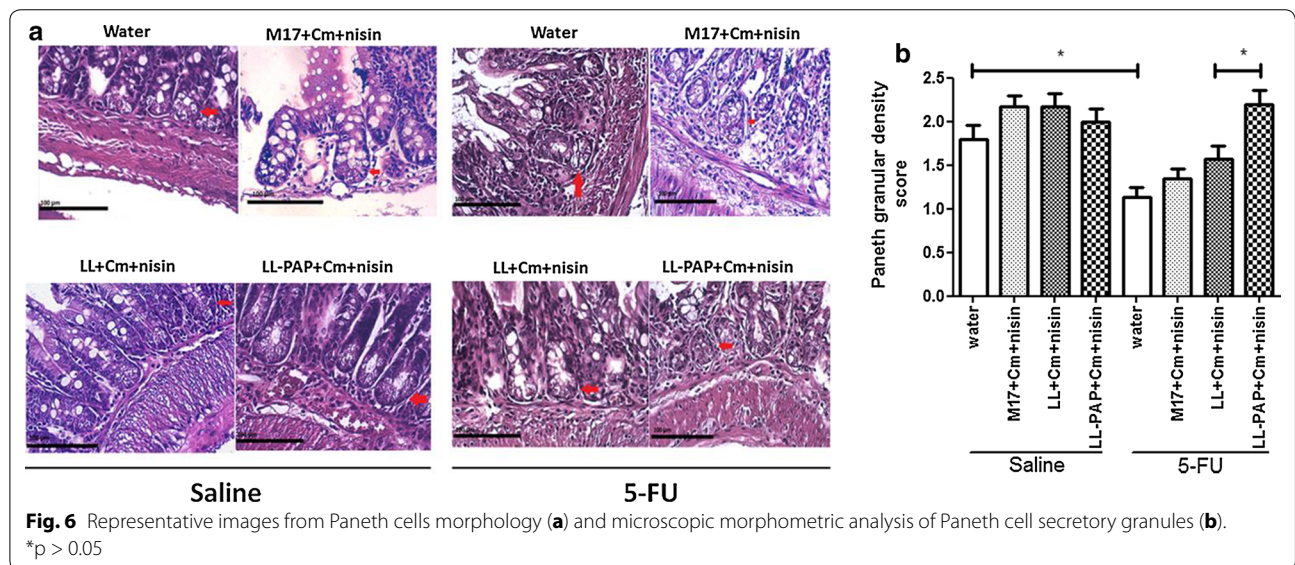 a
Water
M17+Cm+nisin
Water
M17+Cm+nisin
100 µm
100 µm
100 µm
LL+Cm+nisin
LL-PAP+Cm+nisin
LL+Cm+nisin
LL-PAP+Cm+nisin
100 µm
100 µm
Saline
5-FU
b
*
*
Paneth granular density
score
2.5
2.0
1.5
1.0
0.5
0.0
water
M17+Cm+nisin
LL+Cm+nisin
LL-PAP+Cm+nisin
water
M17+Cm+nisin
LL+Cm+nisin
LL-PAP+Cm+nisin
Saline
5-FU
Fig. 6 Representative images from Paneth cells morphology (a) and microscopic morphometric analysis of Paneth cell secretory granules (b).
*p > 0.05